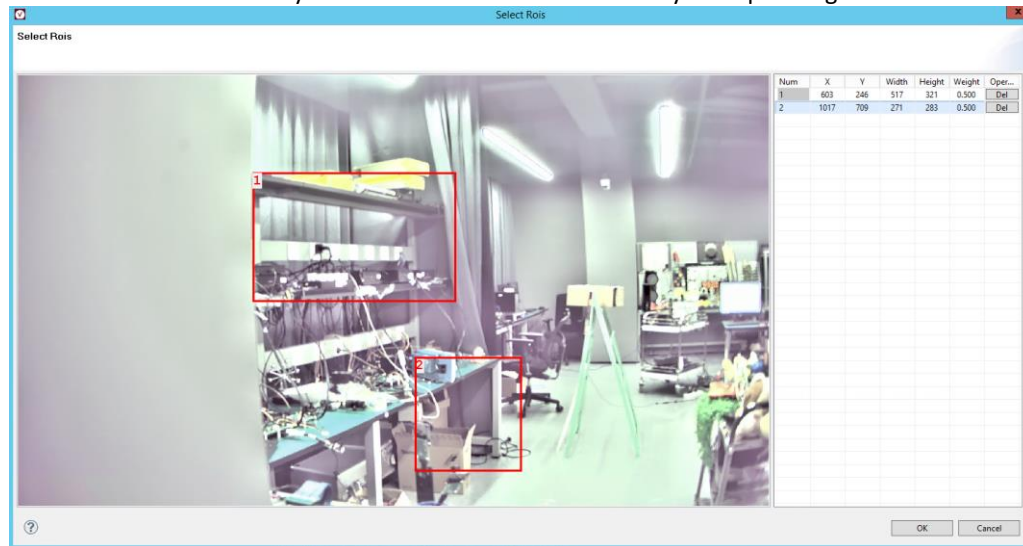 Select Rois
Select Rois
Num X Y Width Height Weight Oper...
1 603 246 517 321 0.500 Del
2 1017 709 271 283 0.500 Del
1
2
OK Cancel